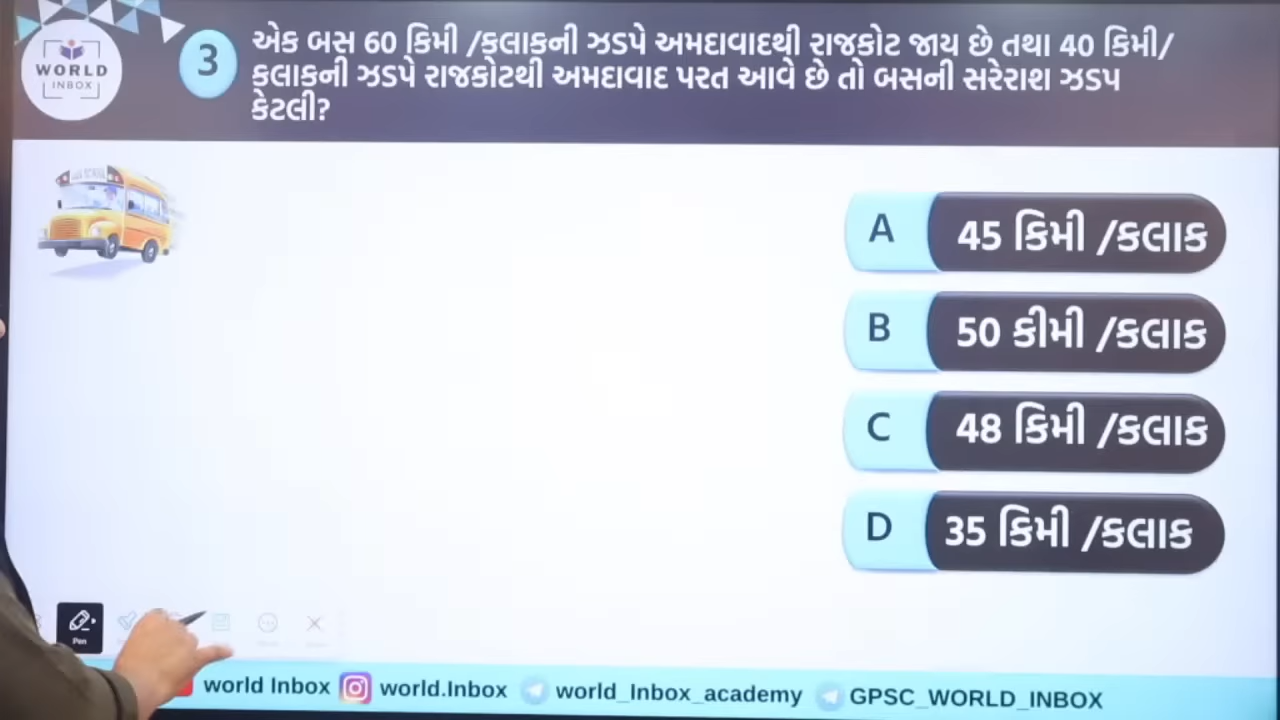 WORLD
INBOX
3
એક બસ 60 કિમી /કલાકની ઝડપે અમદાવાદથી રાજકોટ જાય છે તથા 40 કિમી/
કલાકની ઝડપે રાજકોટથી અમદાવાદ પરત આવે છે તો બસની સરેરાશ ઝડપ
કેટલી?
A 45 કિમી /કલાક
B 50 કીમી /કલાક
C 48 કિમી /કલાક
D 35 કિમી /કલાક
Pen
world Inbox world.Inbox world_Inbox_academy GPSC_WORLD_INBOX